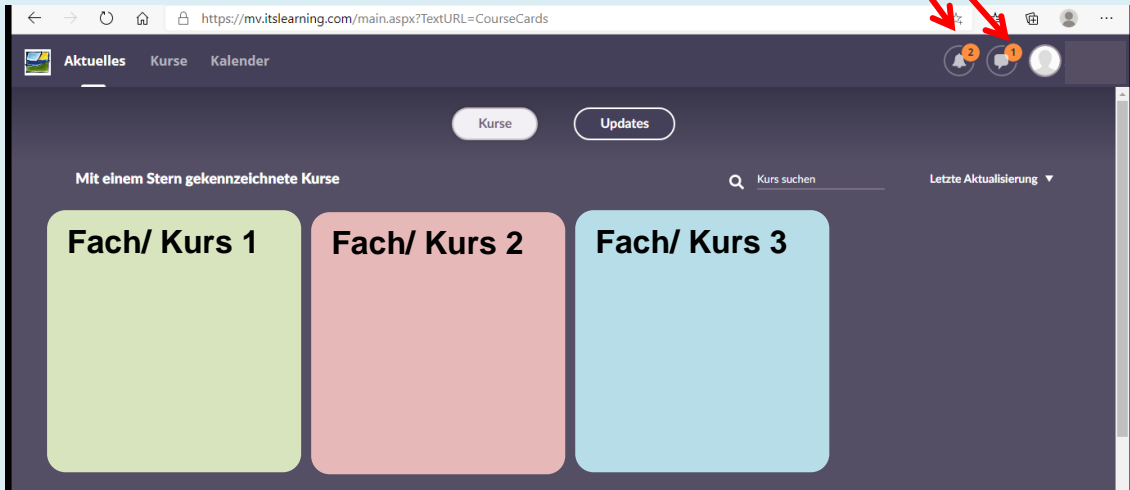 https://mv.itslearning.com/main.aspx?TextURL=CourseCards
Aktuelles Kurse Kalender 2 1
Kurse Updates
Mit einem Stern gekennzeichnete Kurse Kurs suchen Letzte Aktualisierung
Fach/ Kurs 1 Fach/ Kurs 2 Fach/ Kurs 3